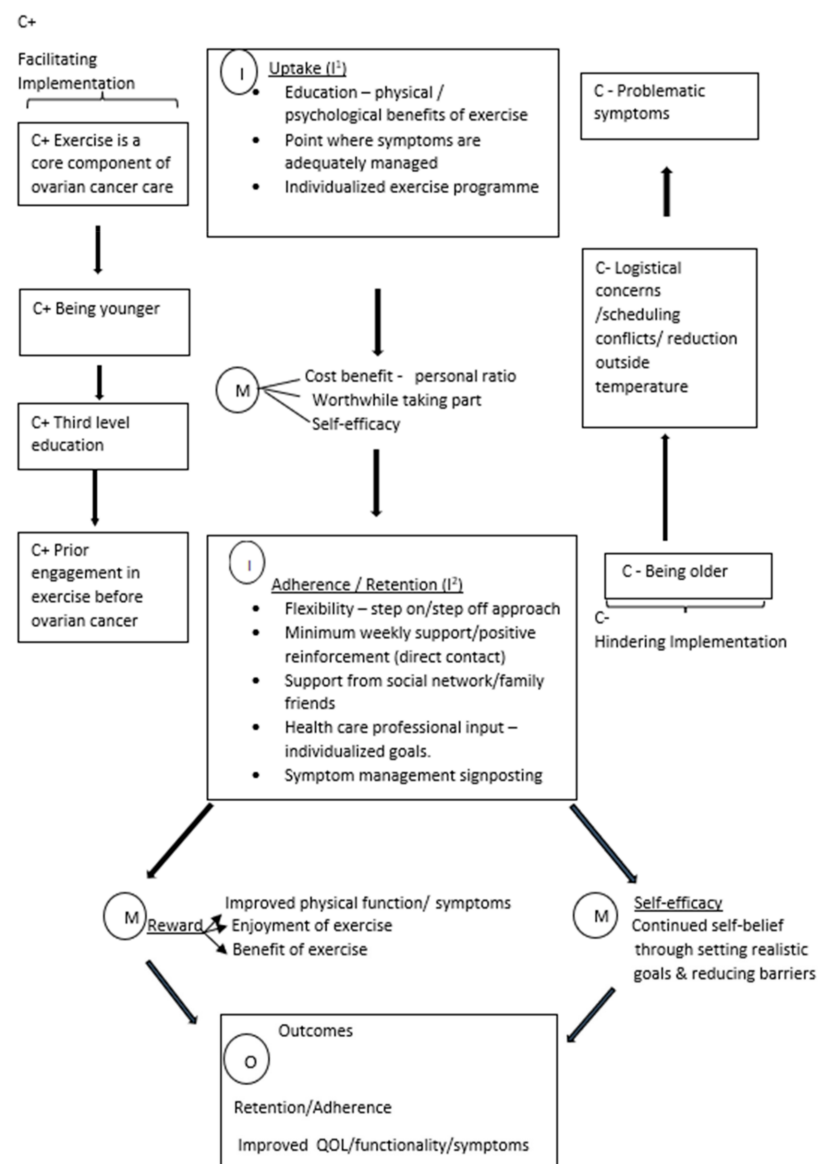 C+
Facilitating
Implementation
C+ Exercise is a
core component of
ovarian cancer care
C+ Being younger
C+ Third level
education
C+ Prior
engagement in
exercise before
ovarian cancer
I
Uptake (I¹)
• Education – physical /
psychological benefits of exercise
• Point where symptoms are
adequately managed
• Individualized exercise programme
M
Cost benefit - personal ratio
Worthwhile taking part
Self-efficacy
I
Adherence / Retention (I²)
• Flexibility – step on/step off approach
• Minimum weekly support/positive
reinforcement (direct contact)
• Support from social network/family
friends
• Health care professional input –
individualized goals.
• Symptom management signposting
C - Problematic
symptoms
C- Logistical
concerns
/scheduling
conflicts/ reduction
outside
temperature
C - Being older
C-
Hindering Implementation
M
Reward
Improved physical function/ symptoms
Enjoyment of exercise
Benefit of exercise
M
Self-efficacy
Continued self-belief
through setting realistic
goals & reducing barriers
Outcomes
O
Retention/Adherence
Improved QOL/functionality/symptoms